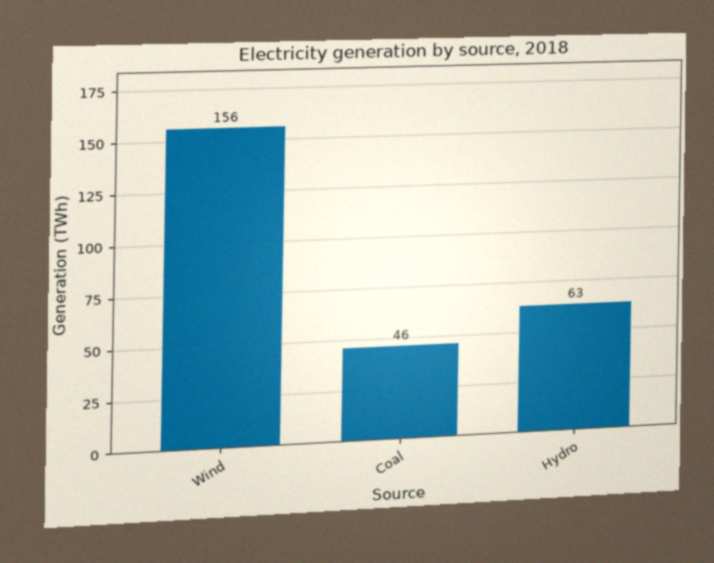 Electricity generation by source, 2018
175
150
125
100
75
50
25
0
Generation (TWh)
156
46
63
Wind
Coal
Hydro
Source